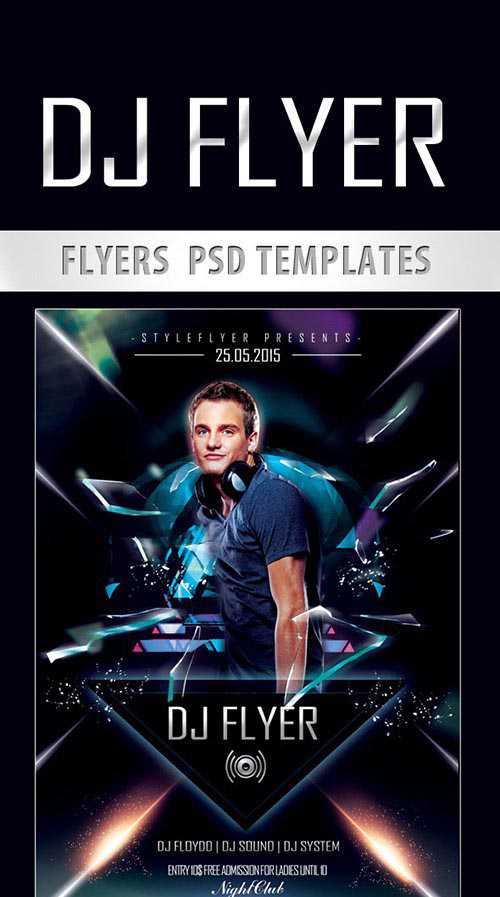 DJ FLYER
FLYERS PSD TEMPLATES
- STYLEFLYER PRESENTS -
25.05.2015
DJ FLYER
DJ FLOYDD | DJ SOUND | DJ SYSTEM
ENTRY 10$ FREE ADMISSION FOR LADIES UNTIL 10
NightClub